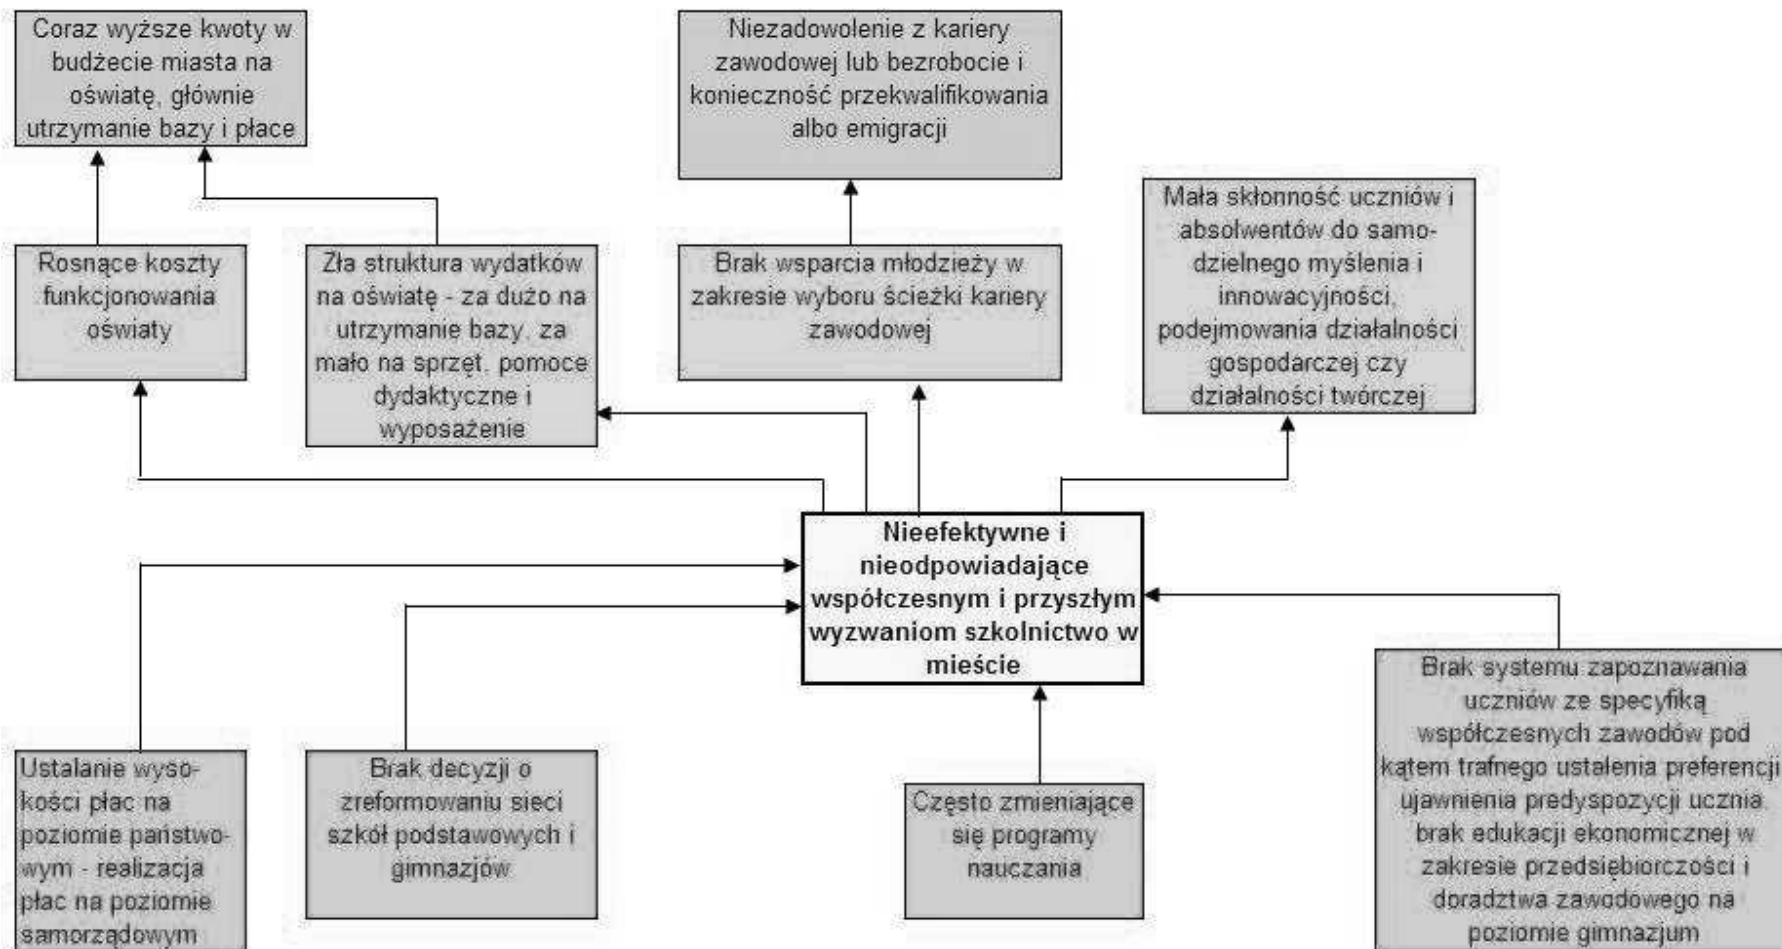 Coraz wyższe kwoty w
budżecie miasta na
oświatę, głównie
utrzymanie bazy i płace
Niezadowolenie z kariery
zawodowej lub bezrobocie i
konieczność przekwalifikowania
albo emigracji
Mała skłonność uczniów i
absolwentów do samo-
dzielnego myślenia i
innowacyjności,
podejmowania działalności
gospodarczej czy
działalności twórczej
Rosnące koszty
funkcjonowania
oświaty
Zła struktura wydatków
na oświatę - za dużo na
utrzymanie bazy, za
mało na sprzęt, pomoce
dydaktyczne i
wyposażenie
Brak wsparcia młodzieży w
zakresie wyboru ścieżki kariery
zawodowej
Nieefektywne i
nieodpowiadające
współczesnym i przyszłym
wyzwaniom szkolnictwo w
mieście
Ustalanie wyso-
kości płac na
poziomie państwo-
wym - realizacja
płac na poziomie
samorządowym
Brak decyzji o
zreformowaniu sieci
szkół podstawowych i
gimnazjów
Często zmieniające
się programy
nauczania
Brak systemu zapoznawania
uczniów ze specyfiką
współczesnych zawodów pod
kątem trafnego ustalenia preferencji
ujawnienia predyspozycji ucznia,
brak edukacji ekonomicznej w
zakresie przedsiębiorczości i
doradztwa zawodowego na
poziomie gimnazjum